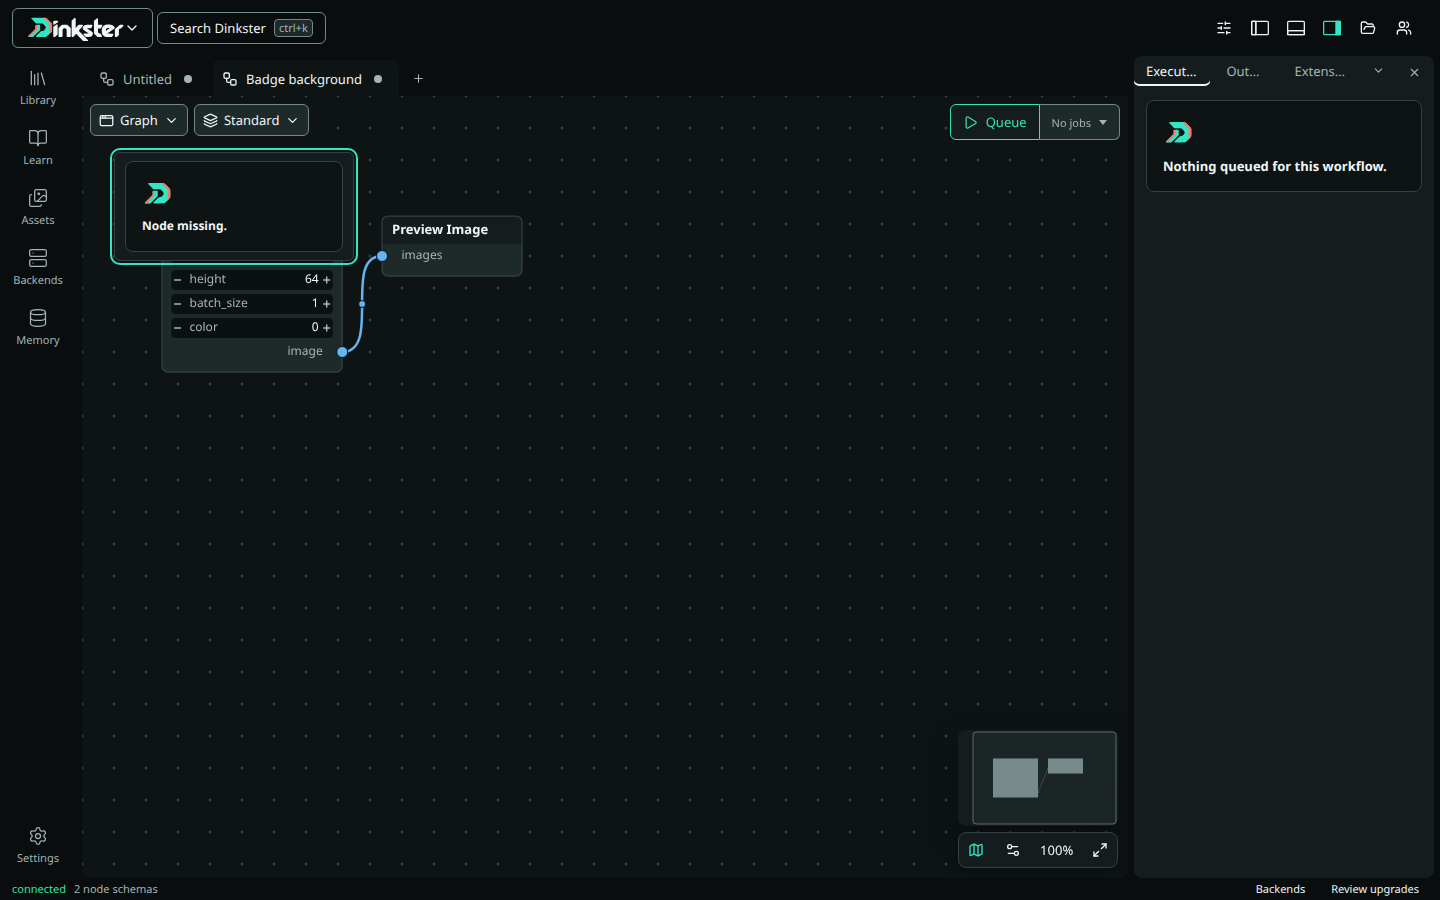 Dinkster
Search Dinkster ctrl+k
Untitled
Badge background
Execut...
Out...
Extens...
Library
Learn
Assets
Backends
Memory
Settings
Graph
Standard
Queue
No jobs
Node missing.
height 64
batch_size 1
color 0
image
Preview Image
images
Nothing queued for this workflow.
100%
connected 2 node schemas
Backends
Review upgrades